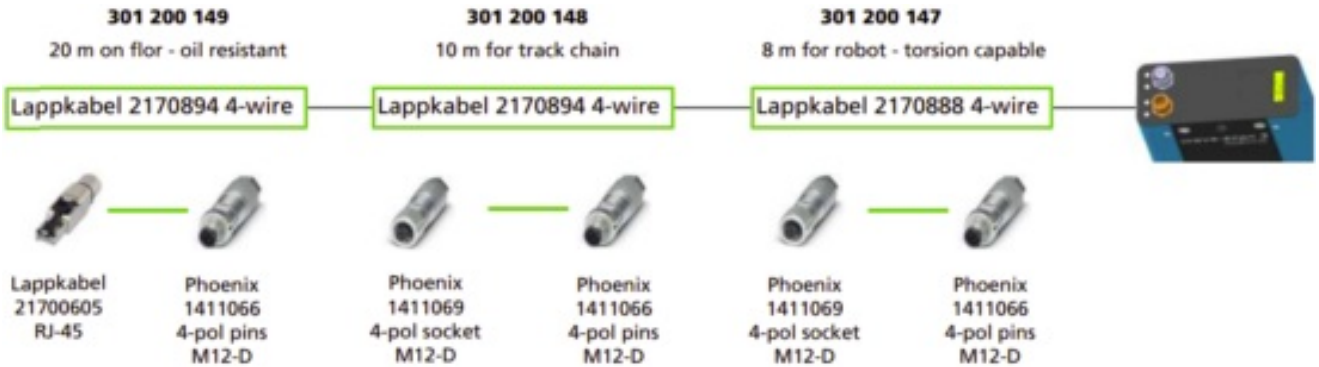 301 200 149
20 m on flor - oil resistant
Lappkabel 2170894 4-wire
301 200 148
10 m for track chain
Lappkabel 2170894 4-wire
301 200 147
8 m for robot - torsion capable
Lappkabel 2170888 4-wire
Lappkabel
21700605
RJ-45
Phoenix
1411066
4-pol pins
M12-D
Phoenix
1411069
4-pol socket
M12-D
Phoenix
1411066
4-pol pins
M12-D
Phoenix
1411069
4-pol socket
M12-D
Phoenix
1411066
4-pol pins
M12-D